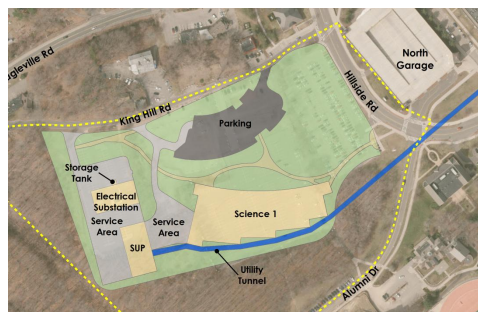 agleville Rd
King Hill Rd
Parking
Hillside Rd
North
Garage
Storage
Tank
Electrical
Substation
Service
Area
SUP
Service
Area
Science 1
Utility
Tunnel
Alumni Dr